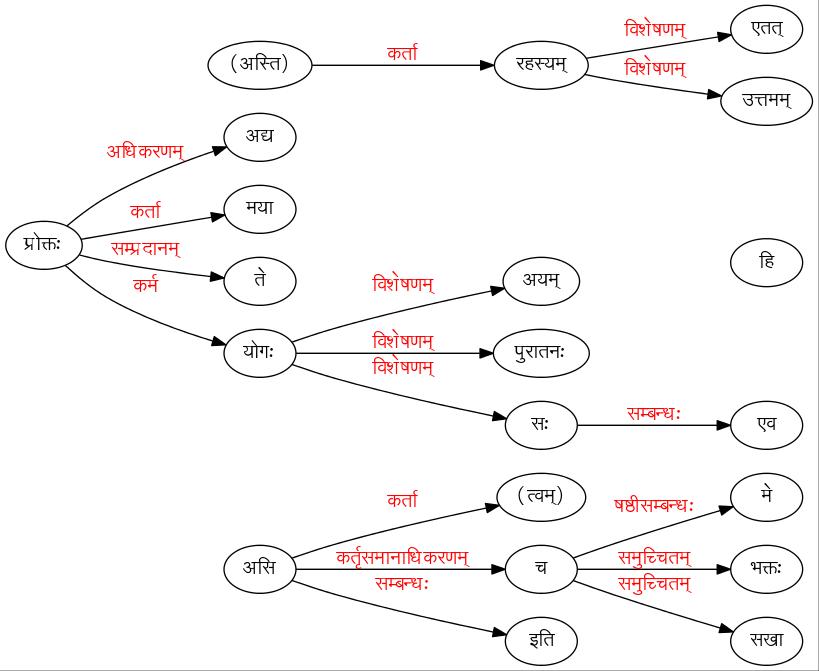 विशेषणम् एतत्
(अस्ति) कर्ता रहस्यम्
विशेषणम् उत्तमम्
अधिकरणम् अद्य
प्रोक्तः
कर्ता मया
सम्प्रदानम् ते
कर्म योगः
हि
विशेषणम् अयम्
विशेषणम् पुरातनः
विशेषणम् सः सम्बन्धः एव
कर्ता (त्वम्)
असि
कर्तृसमानाधिकरणम् च
सम्बन्धः इति
षष्ठीसम्बन्धः मे
समुच्चितम् भक्तः
समुच्चितम् सखा